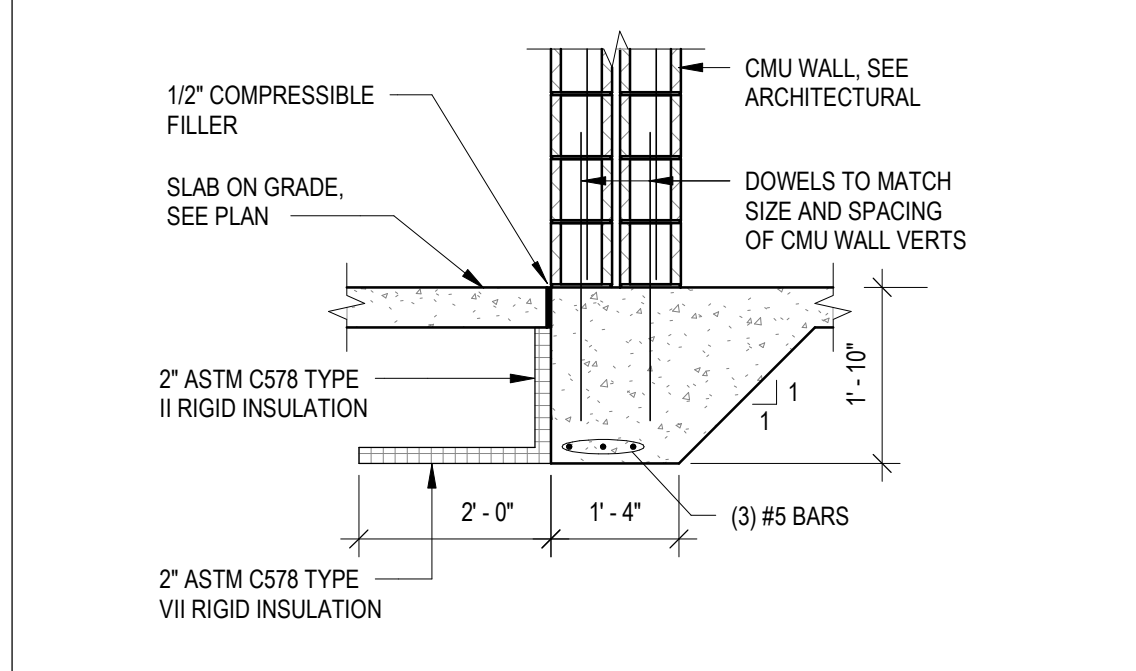 1/2" COMPRESSIBLE
FILLER
SLAB ON GRADE,
SEE PLAN
2" ASTM C578 TYPE
II RIGID INSULATION
2" ASTM C578 TYPE
VII RIGID INSULATION
CMU WALL, SEE
ARCHITECTURAL
DOWELS TO MATCH
SIZE AND SPACING
OF CMU WALL VERTS
1
1
1' - 10"
2' - 0"
1' - 4"
(3) #5 BARS